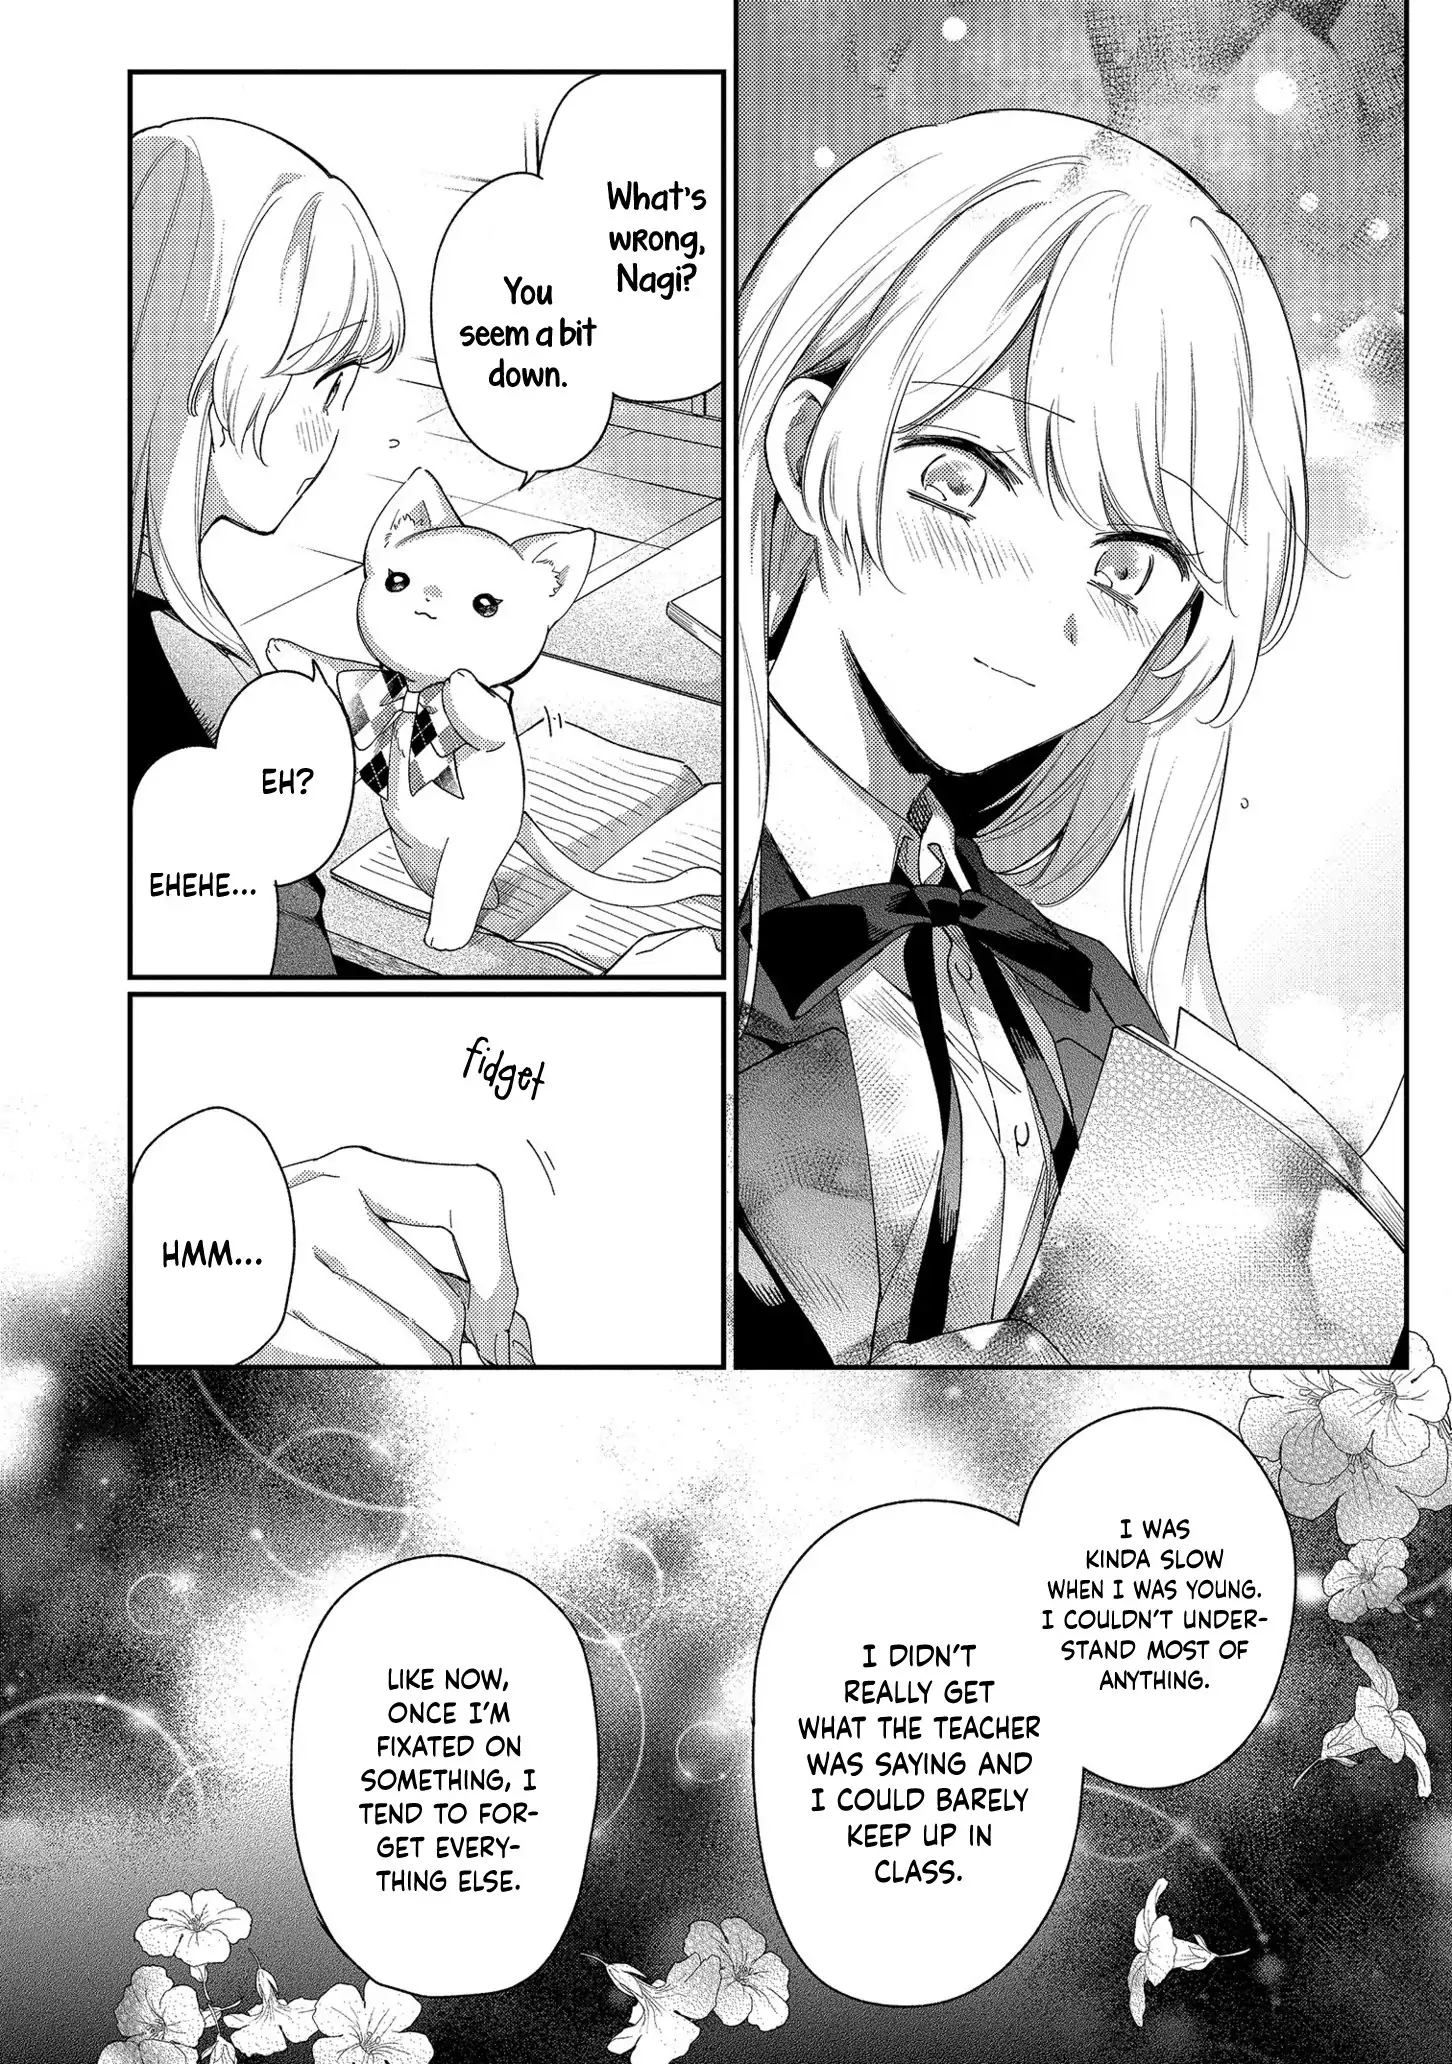 What's
wrong,
Nagi?
You
seem a bit
down.
EH?
EHEHE...
fidget
HMM...
I WAS
KINDA SLOW
WHEN I WAS YOUNG.
I COULDN'T UNDER-
STAND MOST OF
ANYTHING.
I DIDN'T
REALLY GET
WHAT THE TEACHER
WAS SAYING AND
I COULD BARELY
KEEP UP IN
CLASS.
LIKE NOW,
ONCE I'M
FIXATED ON
SOMETHING, I
TEND TO FOR-
GET EVERY-
THING ELSE.